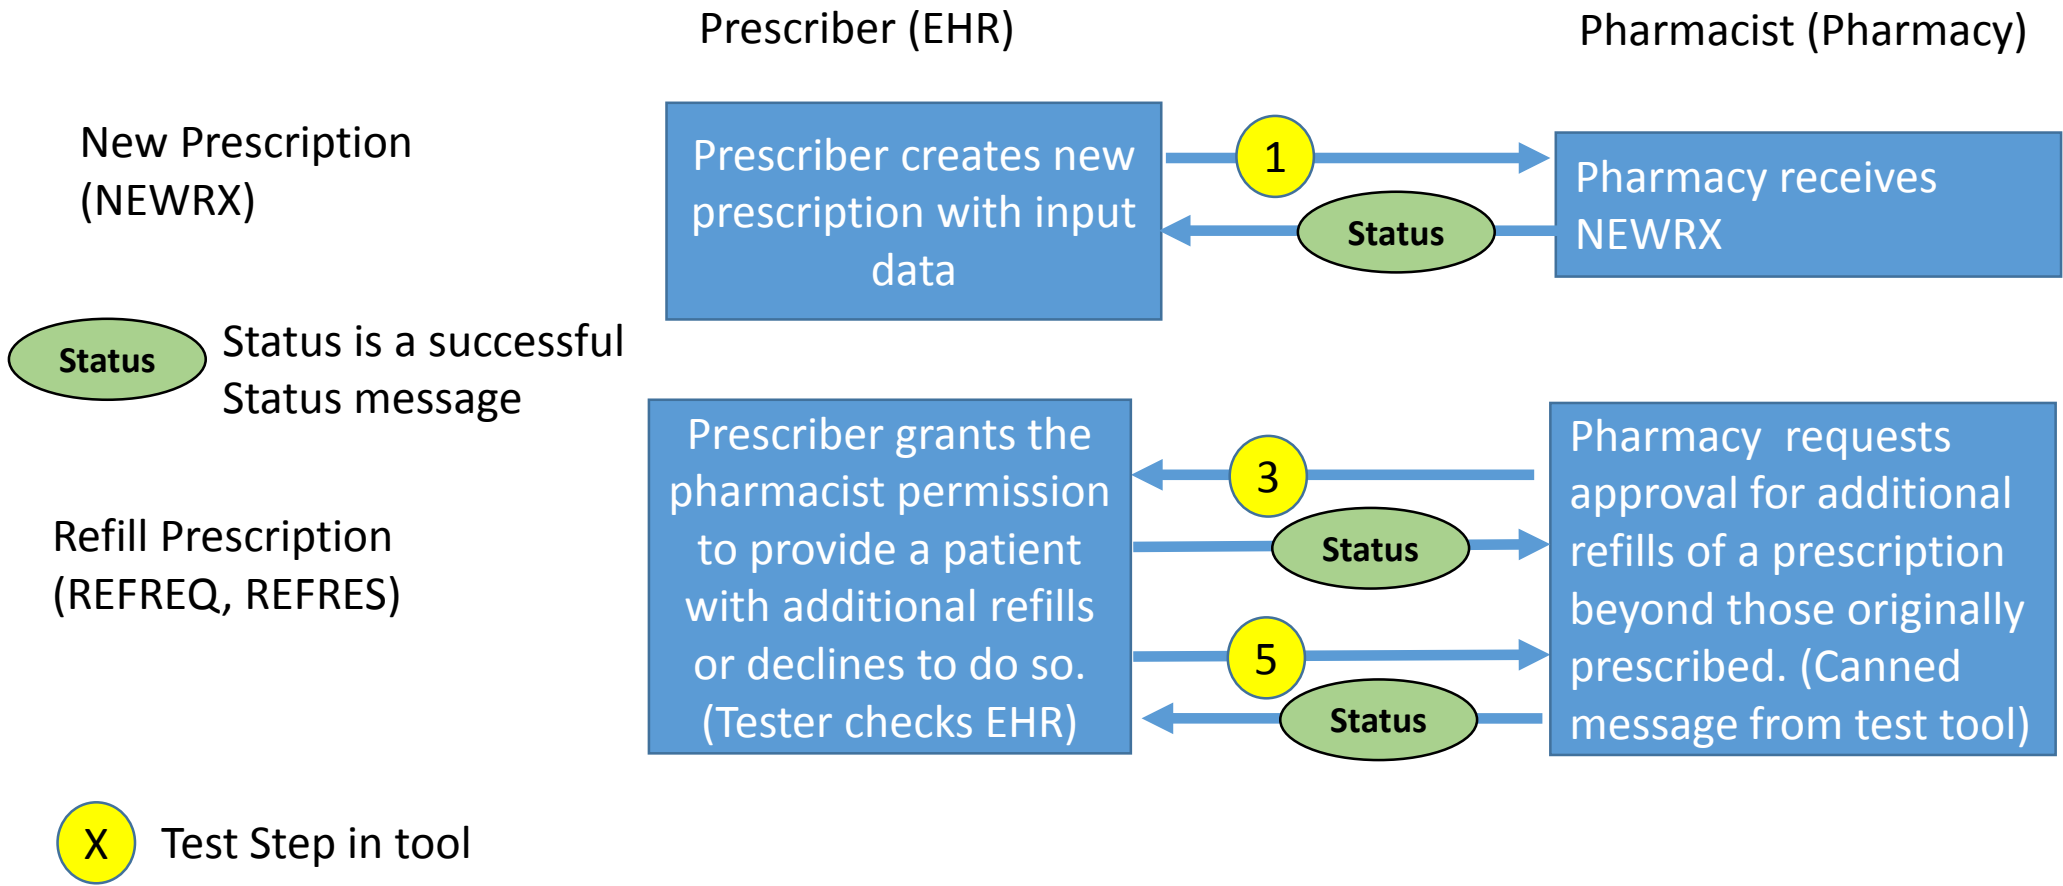 Prescriber (EHR)
Pharmacist (Pharmacy)
New Prescription
(NEWRX)
Prescriber creates new
prescription with input
data
1
Status
Pharmacy receives
NEWRX
Status
Status is a successful
Status message
Refill Prescription
(REFREQ, REFRES)
Prescriber grants the
pharmacist permission
to provide a patient
with additional refills
or declines to do so.
(Tester checks EHR)
3
Status
5
Status
Pharmacy requests
approval for additional
refills of a prescription
beyond those originally
prescribed. (Canned
message from test tool)
X
Test Step in tool